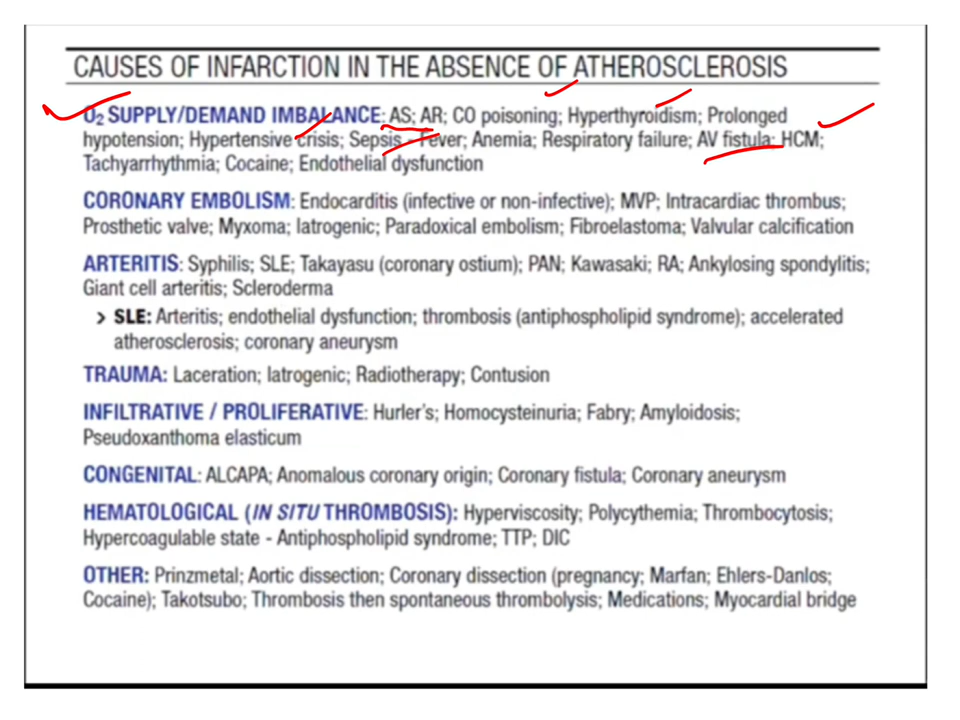 CAUSES OF INFARCTION IN THE ABSENCE OF ATHEROSCLEROSIS
O₂ SUPPLY/DEMAND IMBALANCE: AS; AR; CO poisoning; Hyperthyroidism; Prolonged
hypotension; Hypertensive crisis; Sepsis - Fever; Anemia; Respiratory failure; AV fistula; HCM;
Tachyarrhythmia; Cocaine; Endothelial dysfunction
CORONARY EMBOLISM: Endocarditis (infective or non-infective); MVP; Intracardiac thrombus;
Prosthetic valve; Myxoma; Iatrogenic; Paradoxical embolism; Fibroelastoma; Valvular calcification
ARTERITIS: Syphilis; SLE; Takayasu (coronary ostium); PAN; Kawasaki; RA; Ankylosing spondylitis;
Giant cell arteritis; Scleroderma
> SLE: Arteritis; endothelial dysfunction; thrombosis (antiphospholipid syndrome); accelerated
atherosclerosis; coronary aneurysm
TRAUMA: Laceration; Iatrogenic; Radiotherapy; Contusion
INFILTRATIVE / PROLIFERATIVE: Hurler's; Homocysteinuria; Fabry; Amyloidosis;
Pseudoxanthoma elasticum
CONGENITAL: ALCAPA; Anomalous coronary origin; Coronary fistula; Coronary aneurysm
HEMATOLOGICAL (IN SITU THROMBOSIS): Hyperviscosity; Polycythemia; Thrombocytosis;
Hypercoagulable state - Antiphospholipid syndrome; TTP; DIC
OTHER: Prinzmetal; Aortic dissection; Coronary dissection (pregnancy; Marfan; Ehlers-Danlos;
Cocaine); Takotsubo; Thrombosis then spontaneous thrombolysis; Medications; Myocardial bridge